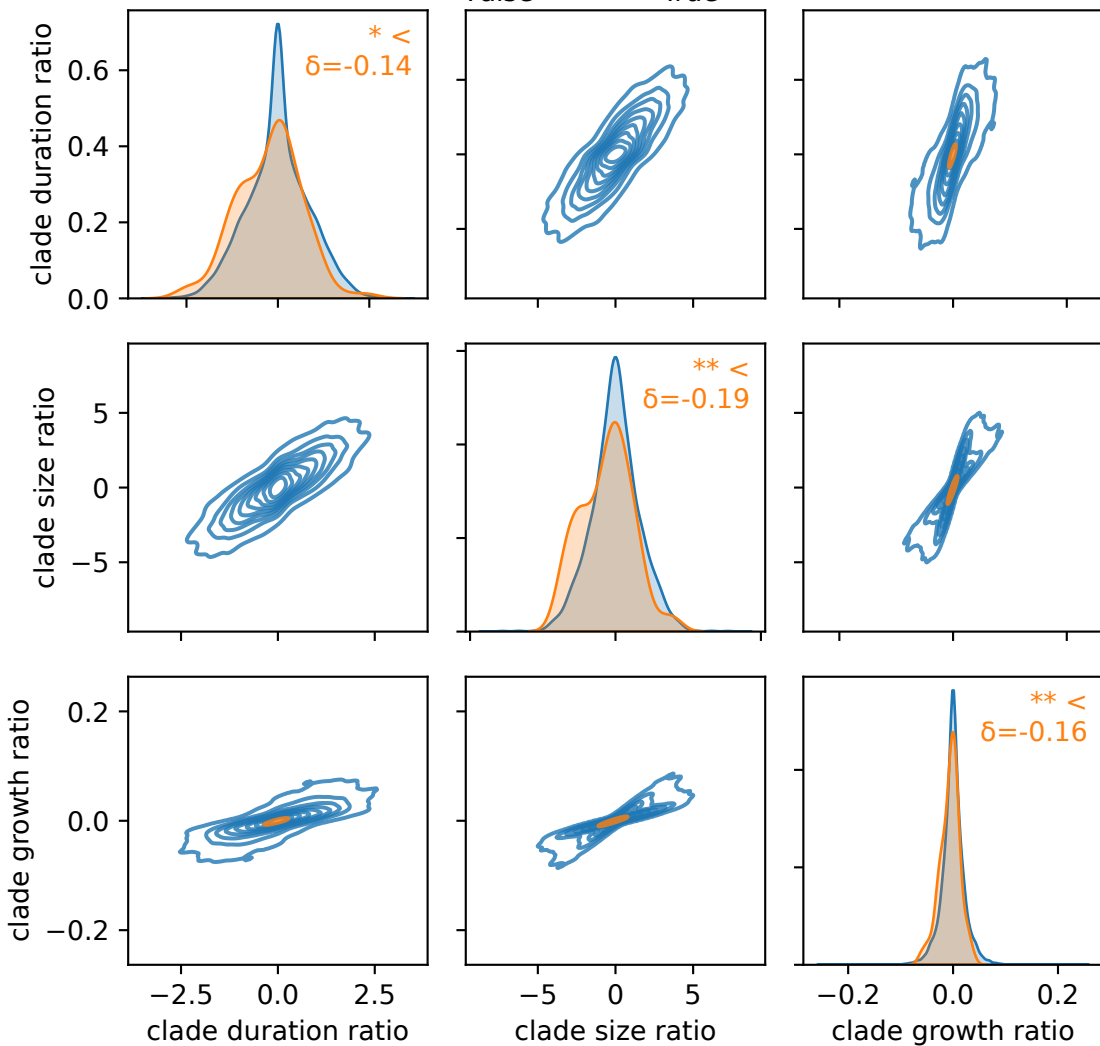 clade duration ratio
0.6
0.4
0.2
0.0
* <
δ=-0.14
clade size ratio
5
0
−5
** <
δ=-0.19
clade growth ratio
0.2
0.0
−0.2
** <
δ=-0.16
−2.5 0.0 2.5
−5 0 5
−0.2 0.0 0.2
clade duration ratio
clade size ratio
clade growth ratio